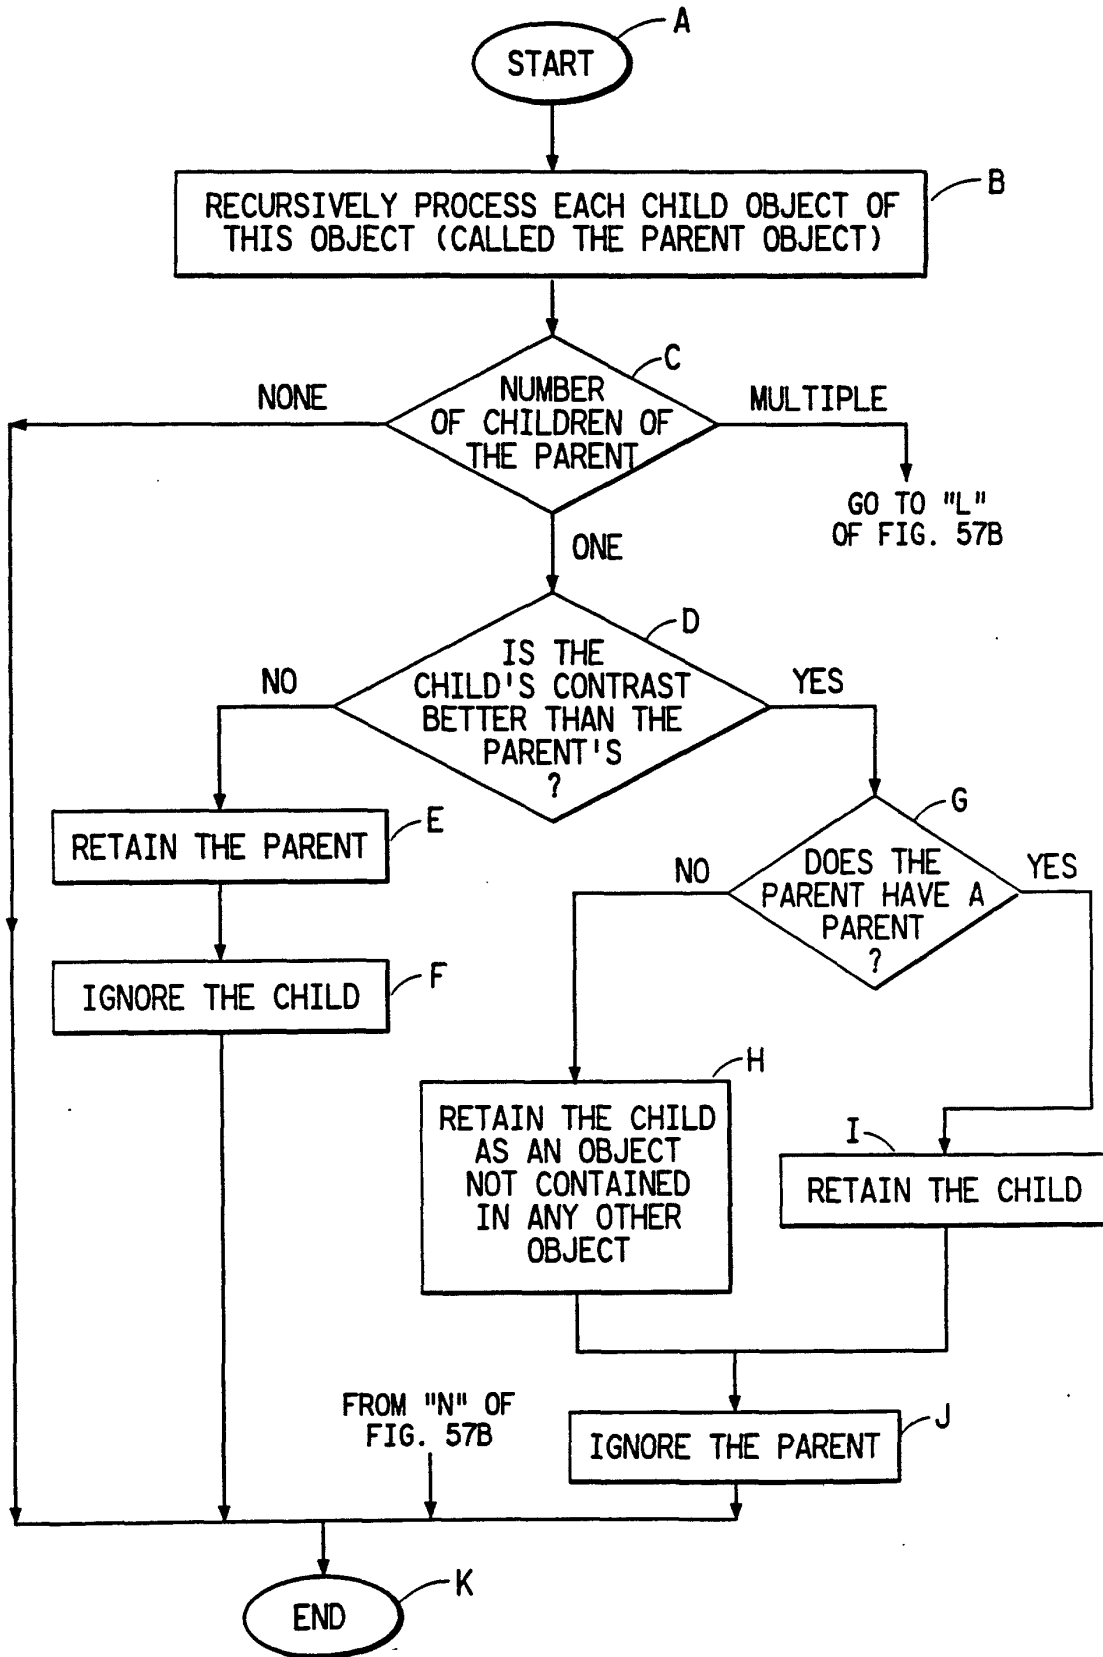 A
START
B
RECURSIVELY PROCESS EACH CHILD OBJECT OF
THIS OBJECT (CALLED THE PARENT OBJECT)
C
NONE
NUMBER
OF CHILDREN OF
THE PARENT
MULTIPLE
GO TO "L"
OF FIG. 57B
ONE
D
NO
IS THE
CHILD'S CONTRAST
BETTER THAN THE
PARENT'S
?
YES
E
RETAIN THE PARENT
G
NO
DOES THE
PARENT HAVE A
PARENT
?
YES
F
IGNORE THE CHILD
H
RETAIN THE CHILD
AS AN OBJECT
NOT CONTAINED
IN ANY OTHER
OBJECT
I
RETAIN THE CHILD
FROM "N" OF
FIG. 57B
J
IGNORE THE PARENT
K
END